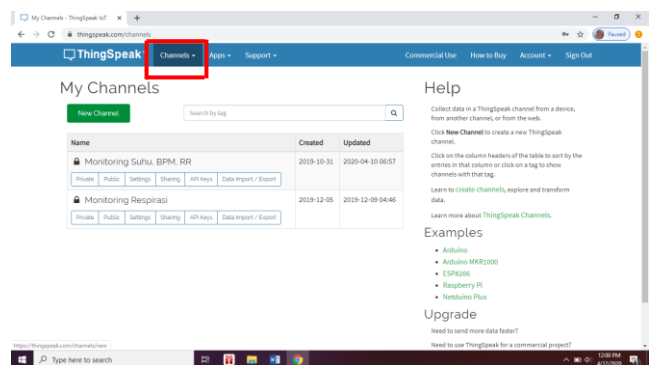 My Channels - ThingSpeak IoT
thingspeak.com/channels
Paused
ThingSpeak
Channels
Apps
Support
Commercial Use
How to Buy
Account
Sign Out
My Channels
New Channel
Search by tag
Name
Created
Updated
Monitoring Suhu, BPM, RR
2019-10-31
2020-04-10 06:57
Private
Public
Settings
Sharing
API Keys
Data Import / Export
Monitoring Respirasi
2019-12-05
2019-12-09 04:46
Private
Public
Settings
Sharing
API Keys
Data Import / Export
Help
Collect data in a ThingSpeak channel from a device,
from another channel, or from the web.
Click New Channel to create a new ThingSpeak
channel.
Click on the column headers of the table to sort by the
entries in that column or click on a tag to show
channels with that tag.
Learn to create channels, explore and transform
data.
Learn more about ThingSpeak Channels.
Examples
Arduino
Arduino MKR1000
ESP8266
Raspberry Pi
Netduino Plus
Upgrade
Need to send more data faster?
Need to use ThingSpeak for a commercial project?
https://thingspeak.com/channels/new
Type here to search
12:00 PM
4/12/2020